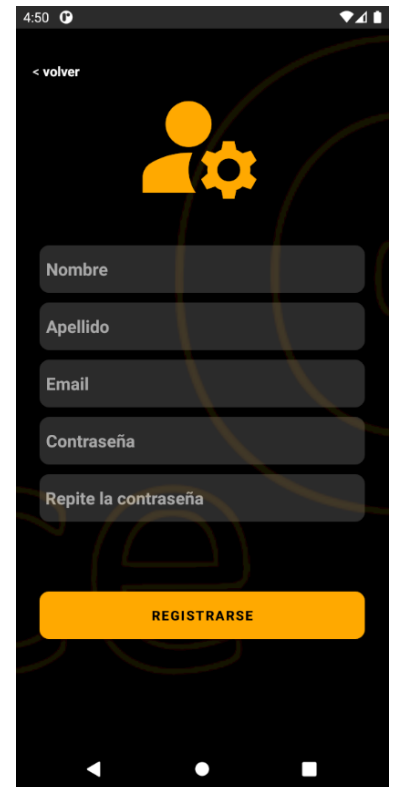 4:50
< volver
Nombre
Apellido
Email
Contraseña
Repite la contraseña
REGISTRARSE